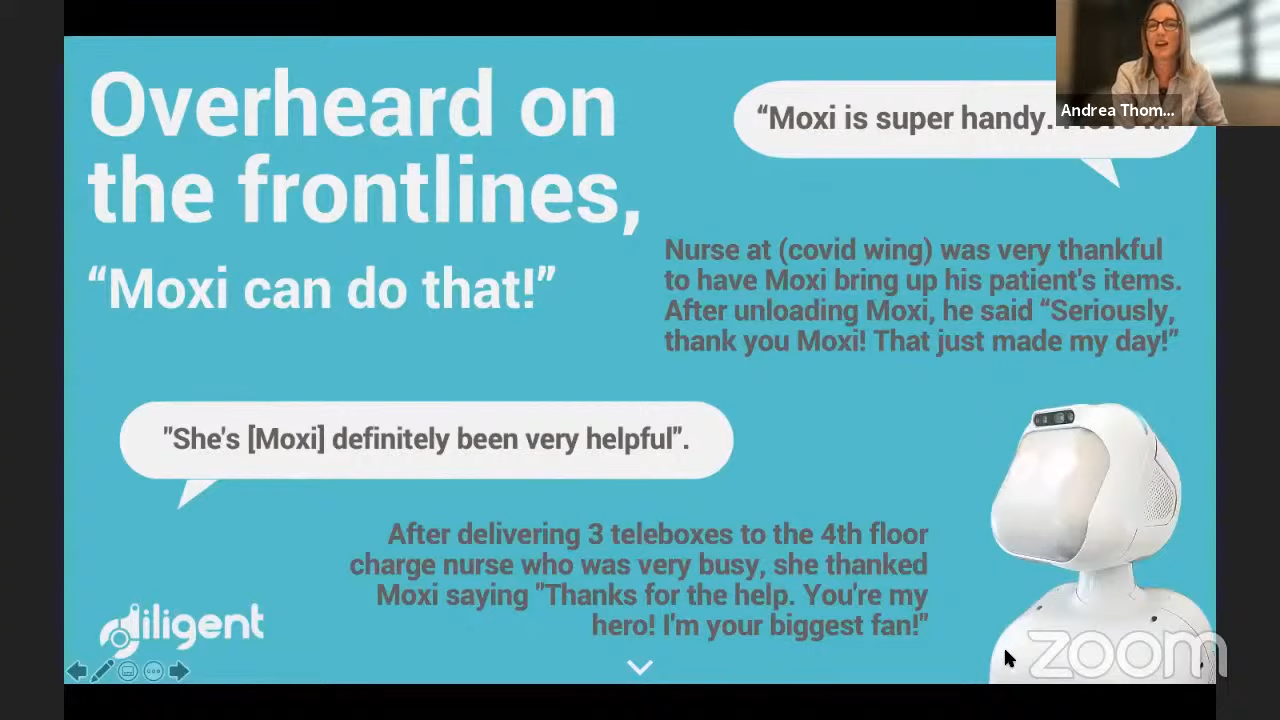 Overheard on
the frontlines,
“Moxi can do that!”
“Moxi is super handy.
Andrea Thom...
Nurse at (covid wing) was very thankful
to have Moxi bring up his patient's items.
After unloading Moxi, he said “Seriously,
thank you Moxi! That just made my day!”
"She's [Moxi] definitely been very helpful".
After delivering 3 teleboxes to the 4th floor
charge nurse who was very busy, she thanked
Moxi saying "Thanks for the help. You're my
hero! I'm your biggest fan!”
diligent
zoom